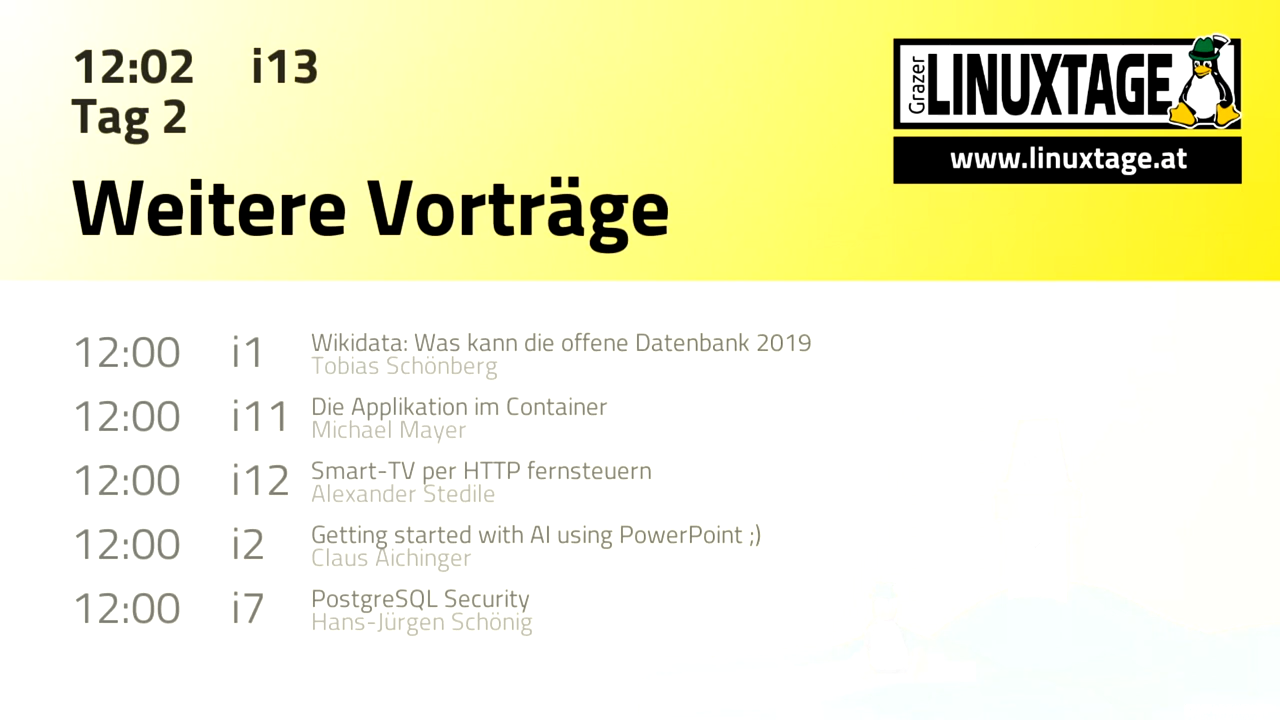 12:02 i13
Tag 2
Weitere Vorträge
Grazer LINUXTAGE
www.linuxtage.at
12:00 i1 Wikidata: Was kann die offene Datenbank 2019
Tobias Schönberg
12:00 i11 Die Applikation im Container
Michael Mayer
12:00 i12 Smart-TV per HTTP fernsteuern
Alexander Stedile
12:00 i2 Getting started with AI using PowerPoint ;)
Claus Aichinger
12:00 i7 PostgreSQL Security
Hans-Jürgen Schönig